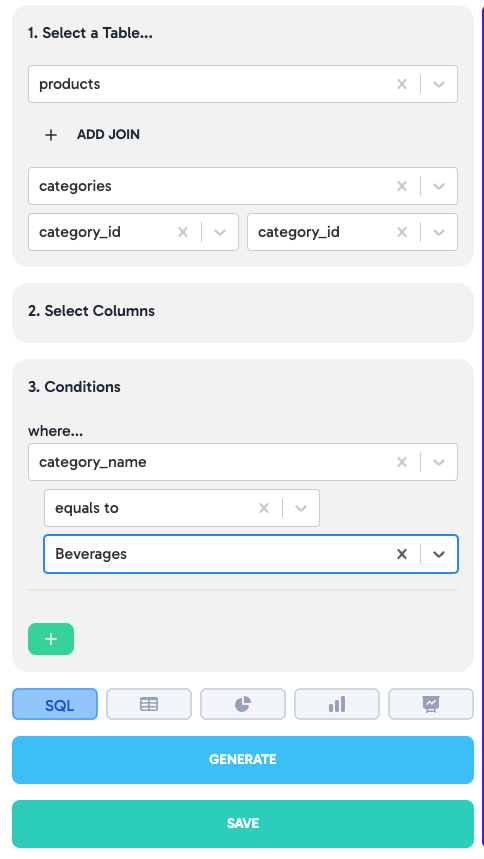 1. Select a Table...
products
+ ADD JOIN
categories
category_id category_id
2. Select Columns
3. Conditions
where...
category_name
equals to
Beverages
+
SQL
GENERATE
SAVE